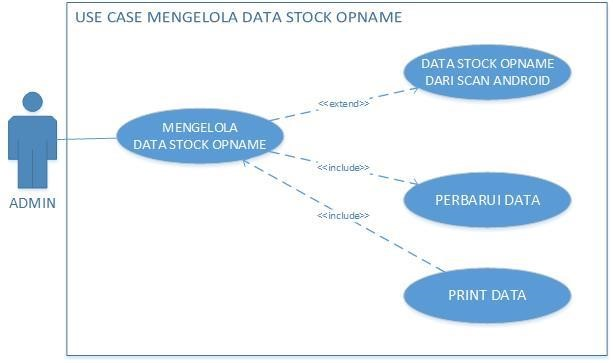 USE CASE MENGELOLA DATA STOCK OPNAME
DATA STOCK OPNAME
DARI SCAN ANDROID
<<extend>>
MENGELOLA
DATA STOCK OPNAME
<<include>>
ADMIN
PERBARUI DATA
<<include>>
PRINT DATA